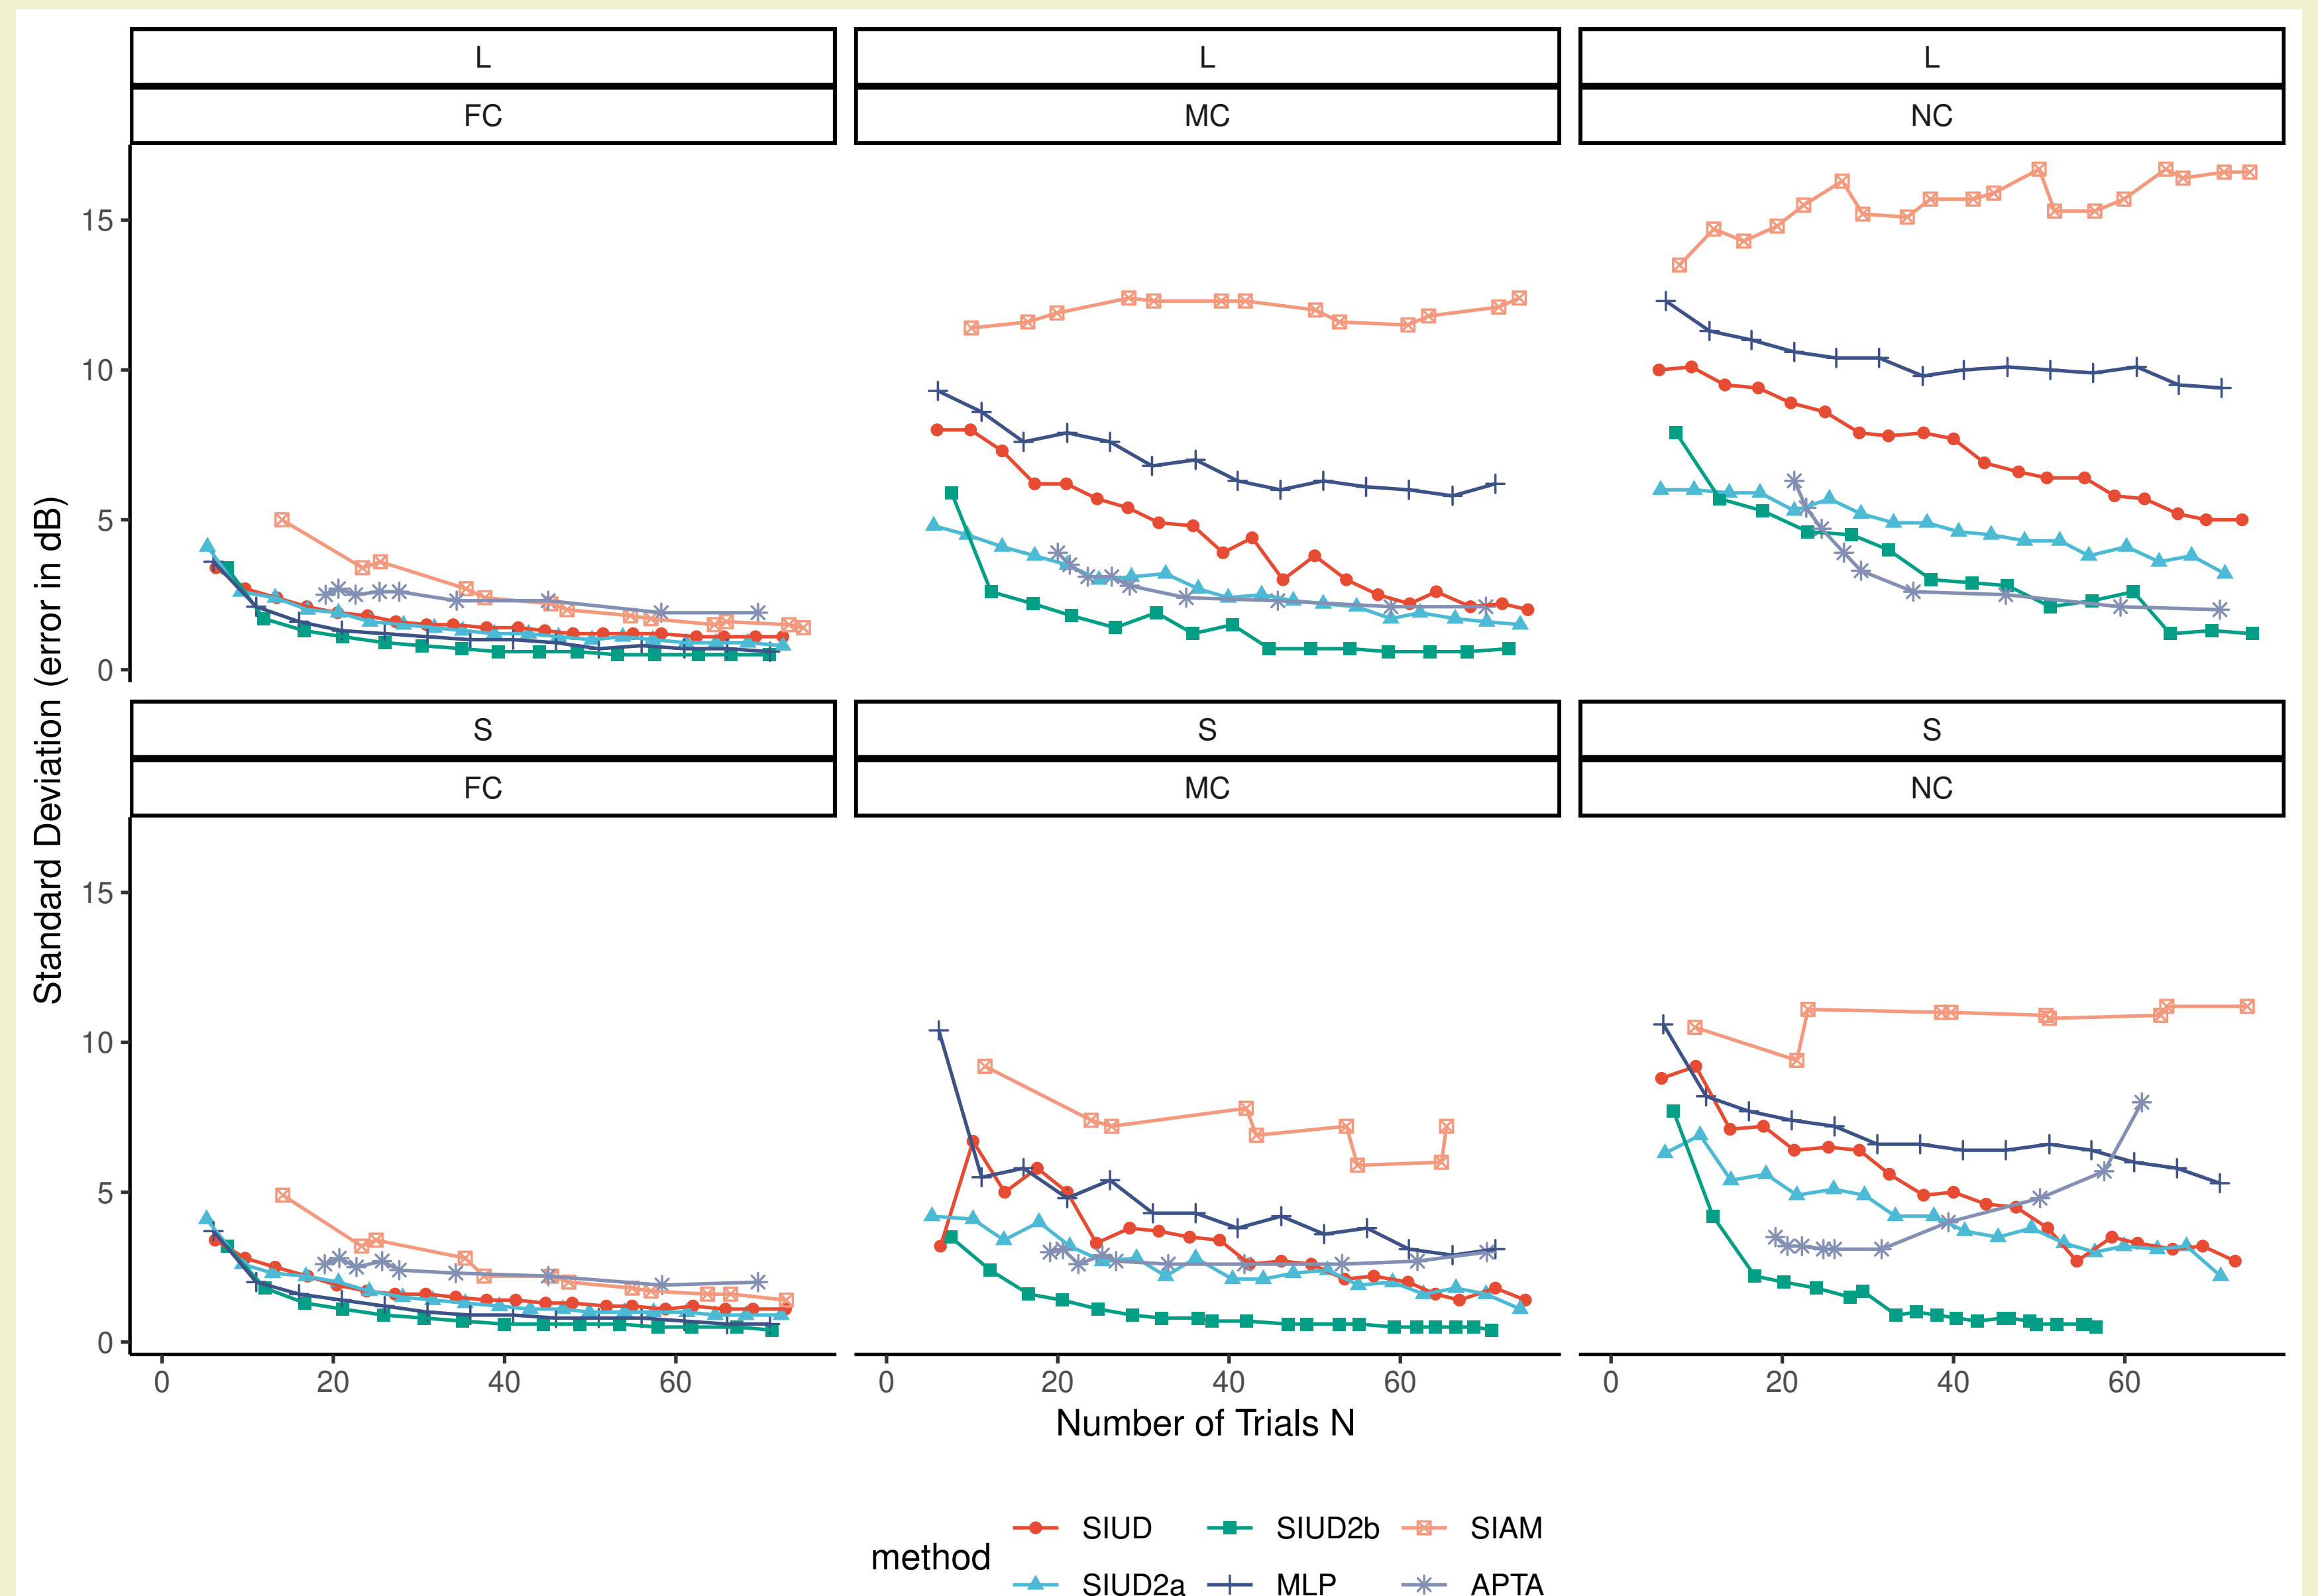 L
L
L
FC
MC
NC
15
10
5
0
Standard Deviation (error in dB)
S
S
S
FC
MC
NC
15
10
5
0
0 20 40 60
0 20 40 60
0 20 40 60
Number of Trials N
method
SIUD SIUD2b SIAM
SIUD2a MLP APTA